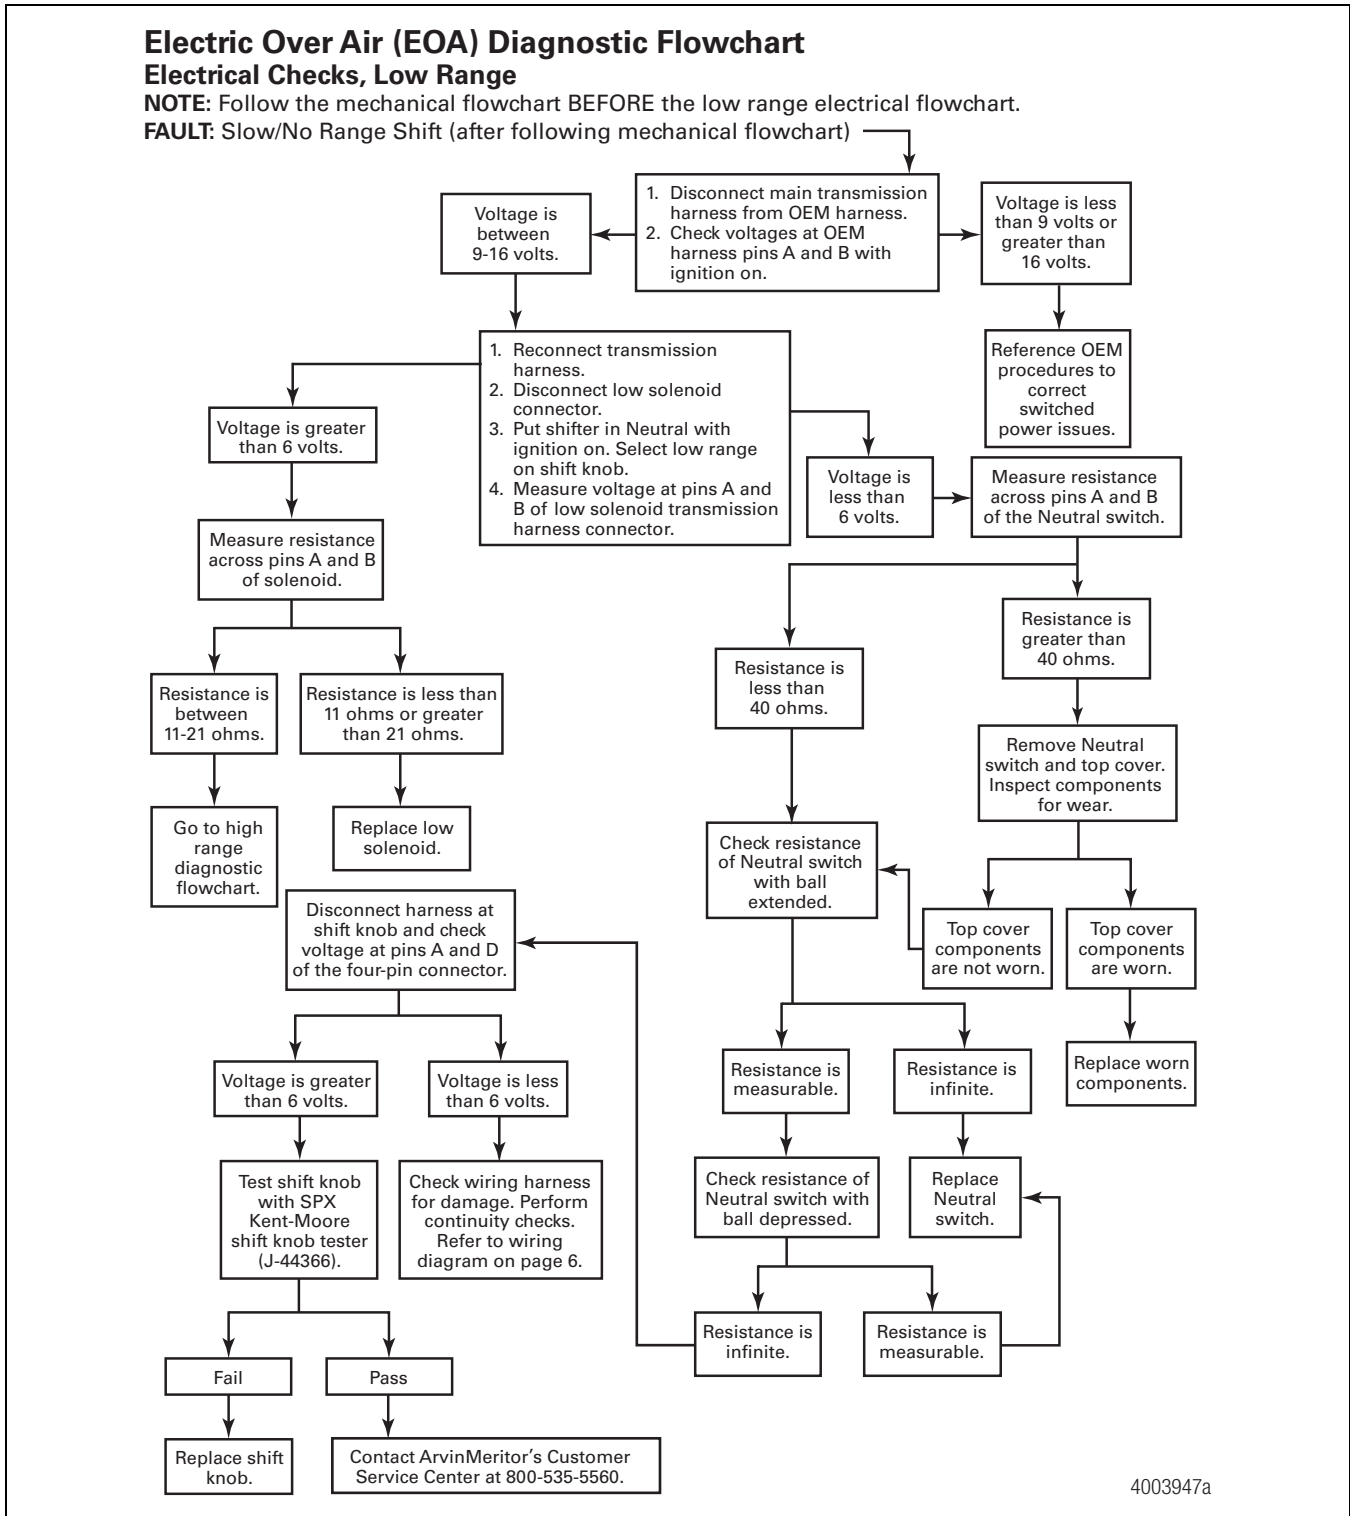 Electric Over Air (EOA) Diagnostic Flowchart
Electrical Checks, Low Range
NOTE: Follow the mechanical flowchart BEFORE the low range electrical flowchart.
FAULT: Slow/No Range Shift (after following mechanical flowchart)
1. Disconnect main transmission
harness from OEM harness.
2. Check voltages at OEM
harness pins A and B with
ignition on.
Voltage is
between
9-16 volts.
Voltage is less
than 9 volts or
greater than
16 volts.
Reference OEM
procedures to
correct
switched
power issues.
1. Reconnect transmission
harness.
2. Disconnect low solenoid
connector.
3. Put shifter in Neutral with
ignition on. Select low range
on shift knob.
4. Measure voltage at pins A and
B of low solenoid transmission
harness connector.
Voltage is greater
than 6 volts.
Voltage is
less than
6 volts.
Measure resistance
across pins A and B
of the Neutral switch.
Measure resistance
across pins A and B
of solenoid.
Resistance is
between
11-21 ohms.
Resistance is less than
11 ohms or greater
than 21 ohms.
Go to high
range
diagnostic
flowchart.
Replace low
solenoid.
Resistance is
less than
40 ohms.
Resistance is
greater than
40 ohms.
Remove Neutral
switch and top cover.
Inspect components
for wear.
Check resistance
of Neutral switch
with ball
extended.
Top cover
components
are not worn.
Top cover
components
are worn.
Replace worn
components.
Disconnect harness at
shift knob and check
voltage at pins A and D
of the four-pin connector.
Voltage is greater
than 6 volts.
Voltage is less
than 6 volts.
Resistance is
measurable.
Resistance is
infinite.
Test shift knob
with SPX
Kent-Moore
shift knob tester
(J-44366).
Check wiring harness
for damage. Perform
continuity checks.
Refer to wiring
diagram on page 6.
Check resistance of
Neutral switch with
ball depressed.
Replace
Neutral
switch.
Resistance is
infinite.
Resistance is
measurable.
Fail
Pass
Replace shift
knob.
Contact ArvinMeritor's Customer
Service Center at 800-535-5560.
4003947a